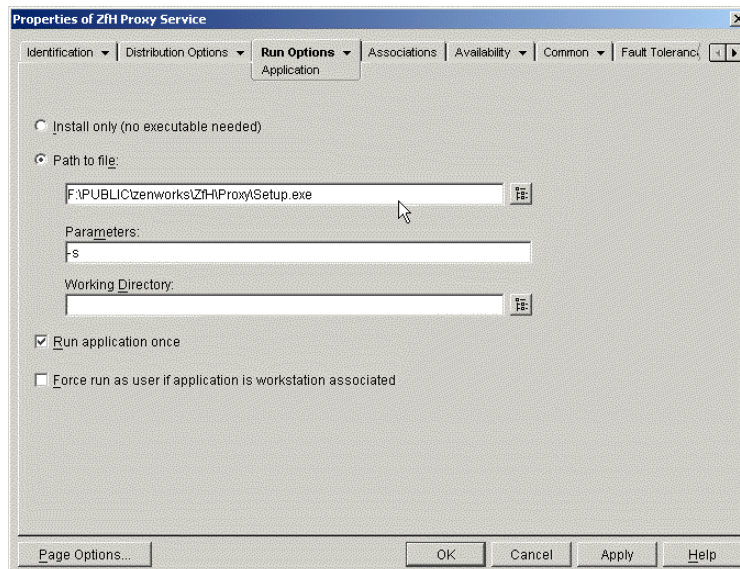 Properties of ZfH Proxy Service
Identification Distribution Options Run Options Associations Availability Common Fault Toleranc
Application
Install only (no executable needed)
Path to file:
F:\PUBLIC\zenworks\ZfH\Proxy\Setup.exe
Parameters:
-s
Working Directory:
Run application once
Force run as user if application is workstation associated
Page Options... OK Cancel Apply Help